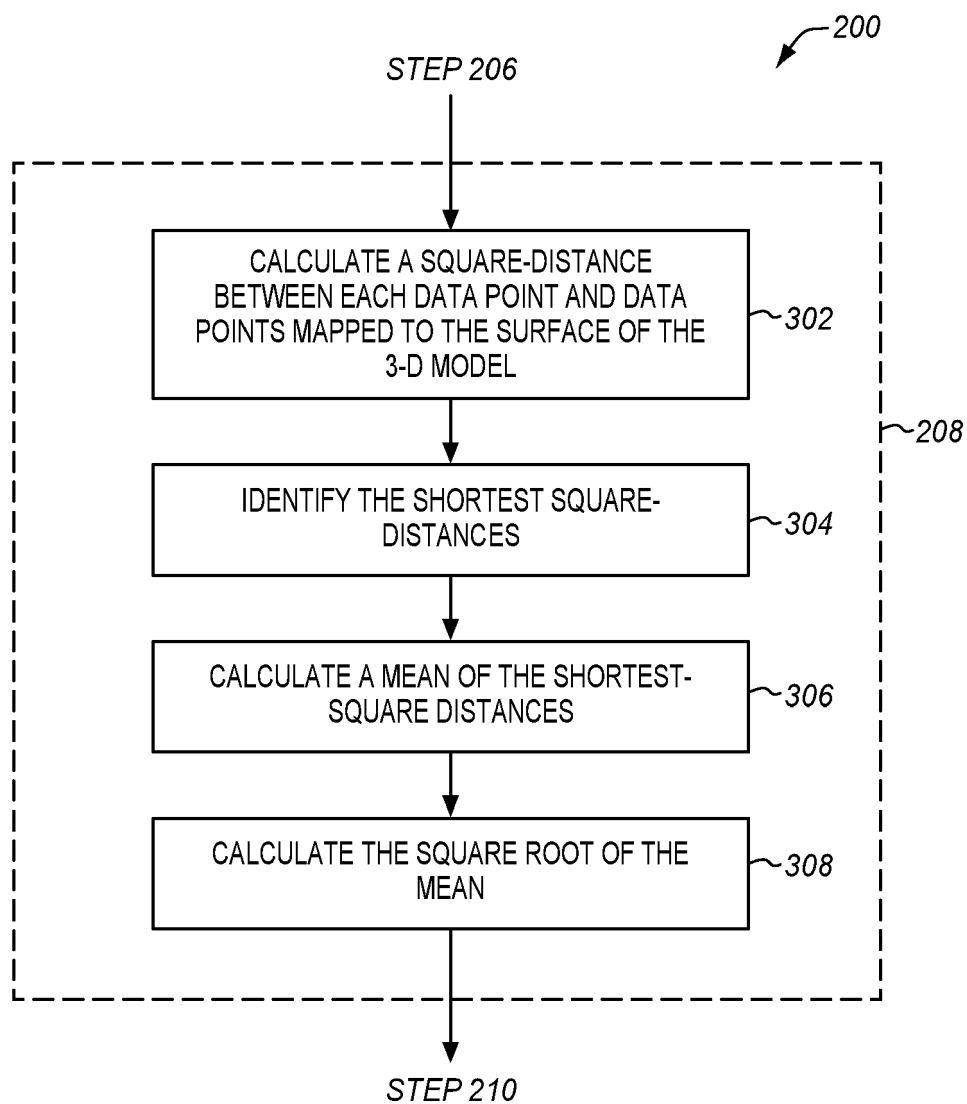 200
STEP 206
CALCULATE A SQUARE-DISTANCE
BETWEEN EACH DATA POINT AND DATA
POINTS MAPPED TO THE SURFACE OF THE
3-D MODEL
302
208
IDENTIFY THE SHORTEST SQUARE-
DISTANCES
304
CALCULATE A MEAN OF THE SHORTEST-
SQUARE DISTANCES
306
CALCULATE THE SQUARE ROOT OF THE
MEAN
308
STEP 210